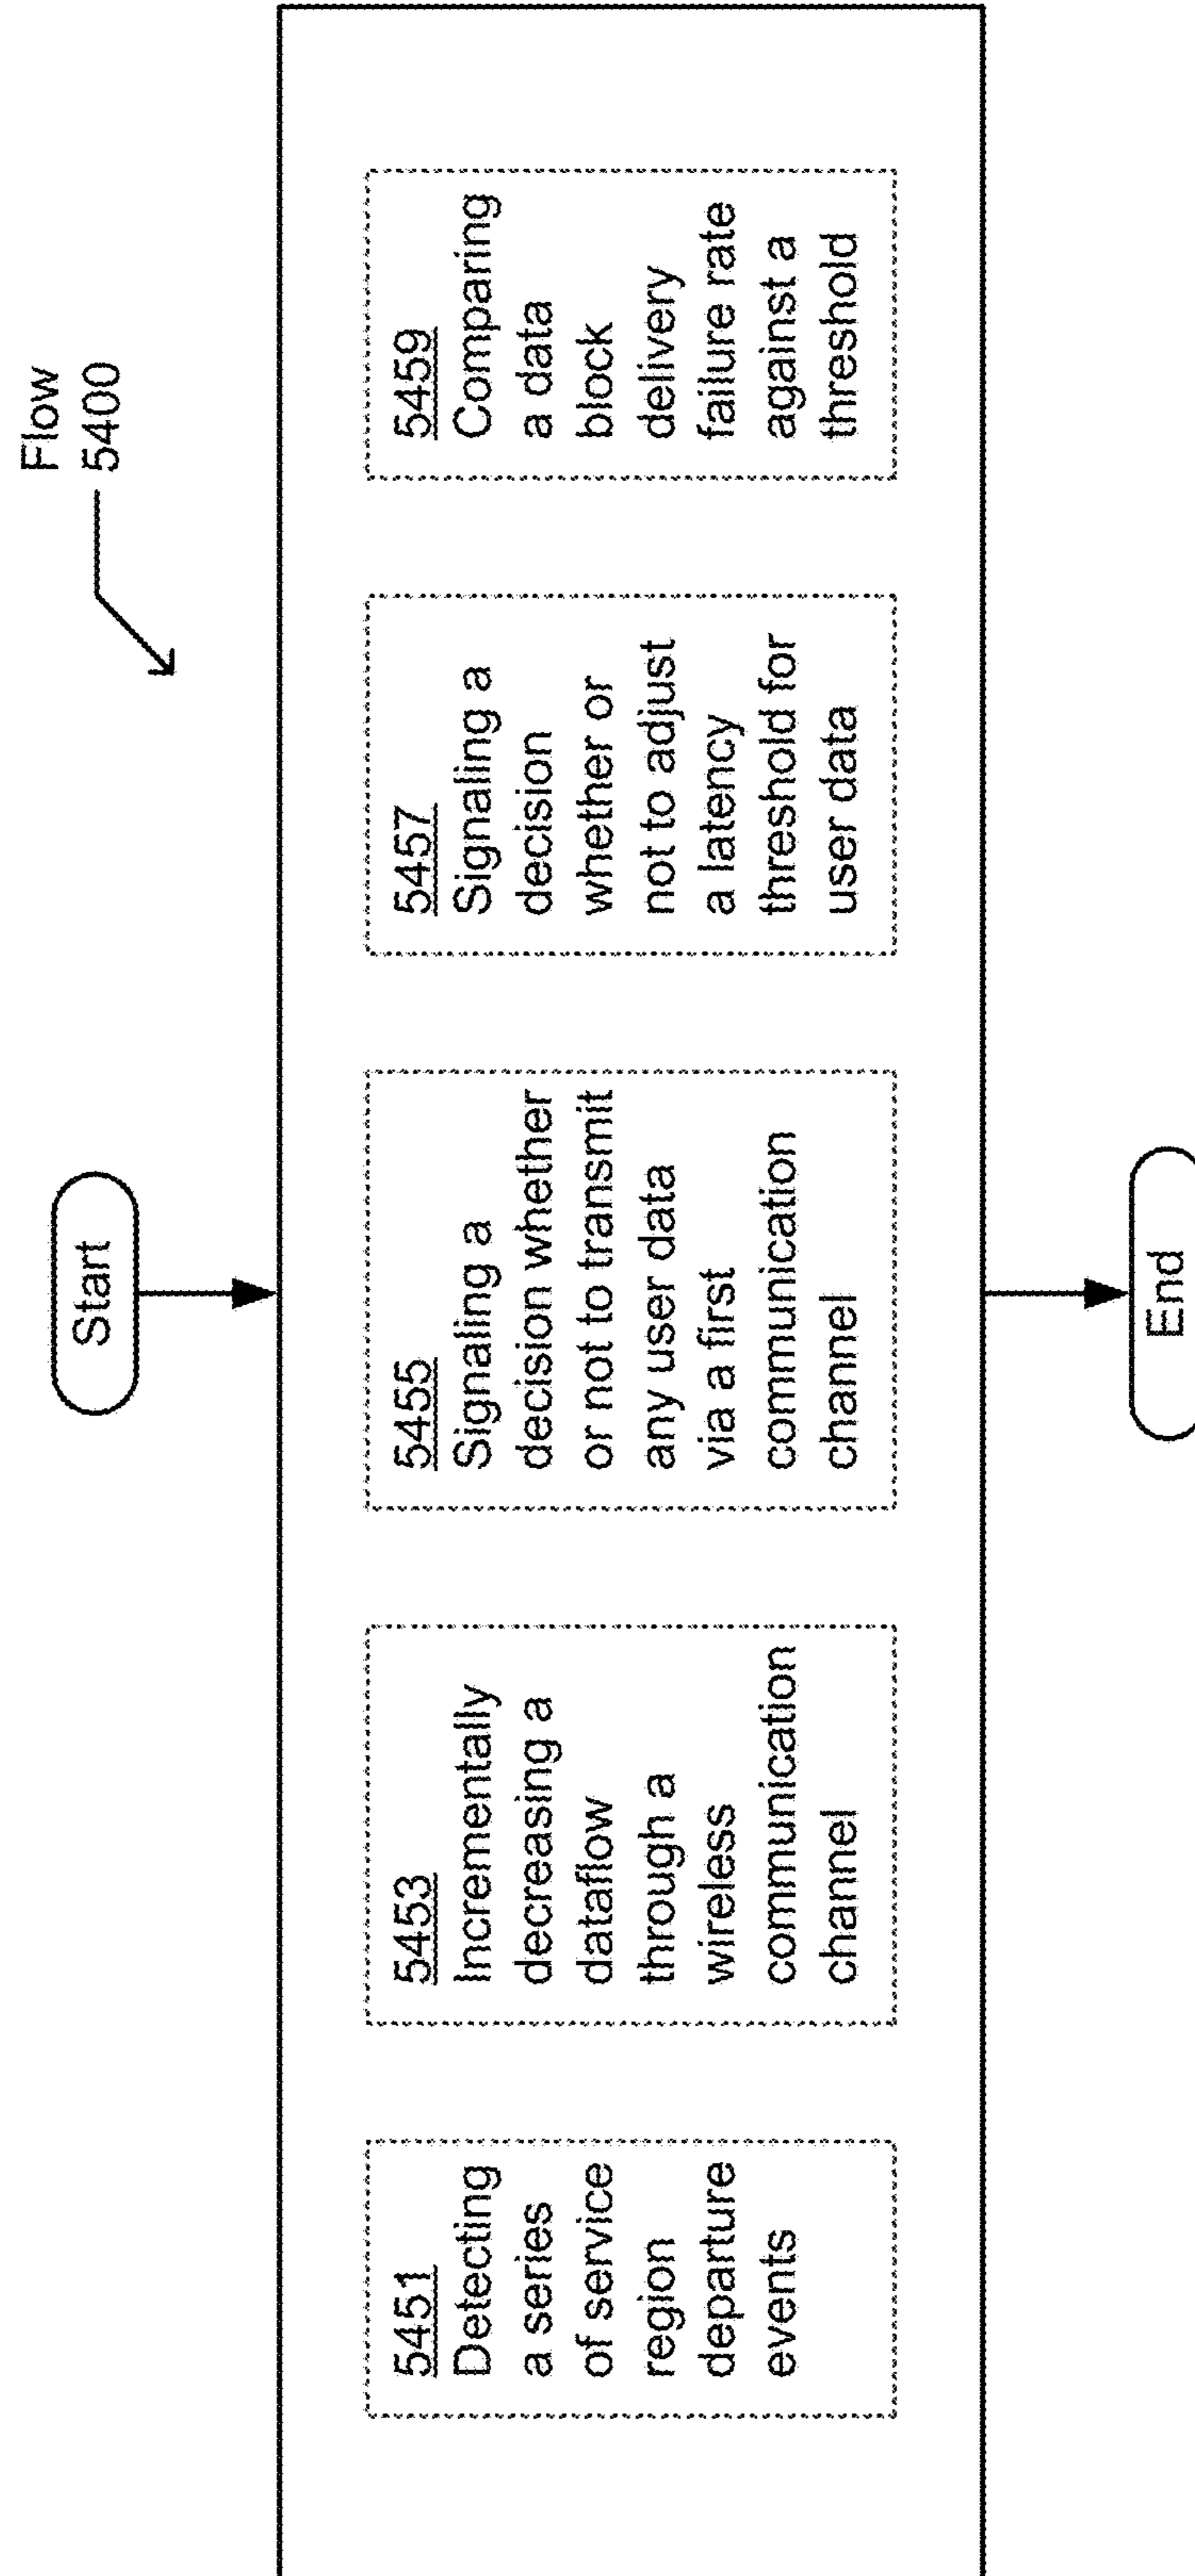 Flow
5400
Start
5451
Detecting
a series
of service
region
departure
events
5453
Incrementally
decreasing a
dataflow
through a
wireless
communication
channel
5455
Signaling a
decision whether
or not to transmit
any user data
via a first
communication
channel
5457
Signaling a
decision
whether or
not to adjust
a latency
threshold for
user data
5459
Comparing
a data
block
delivery
failure rate
against a
threshold
End